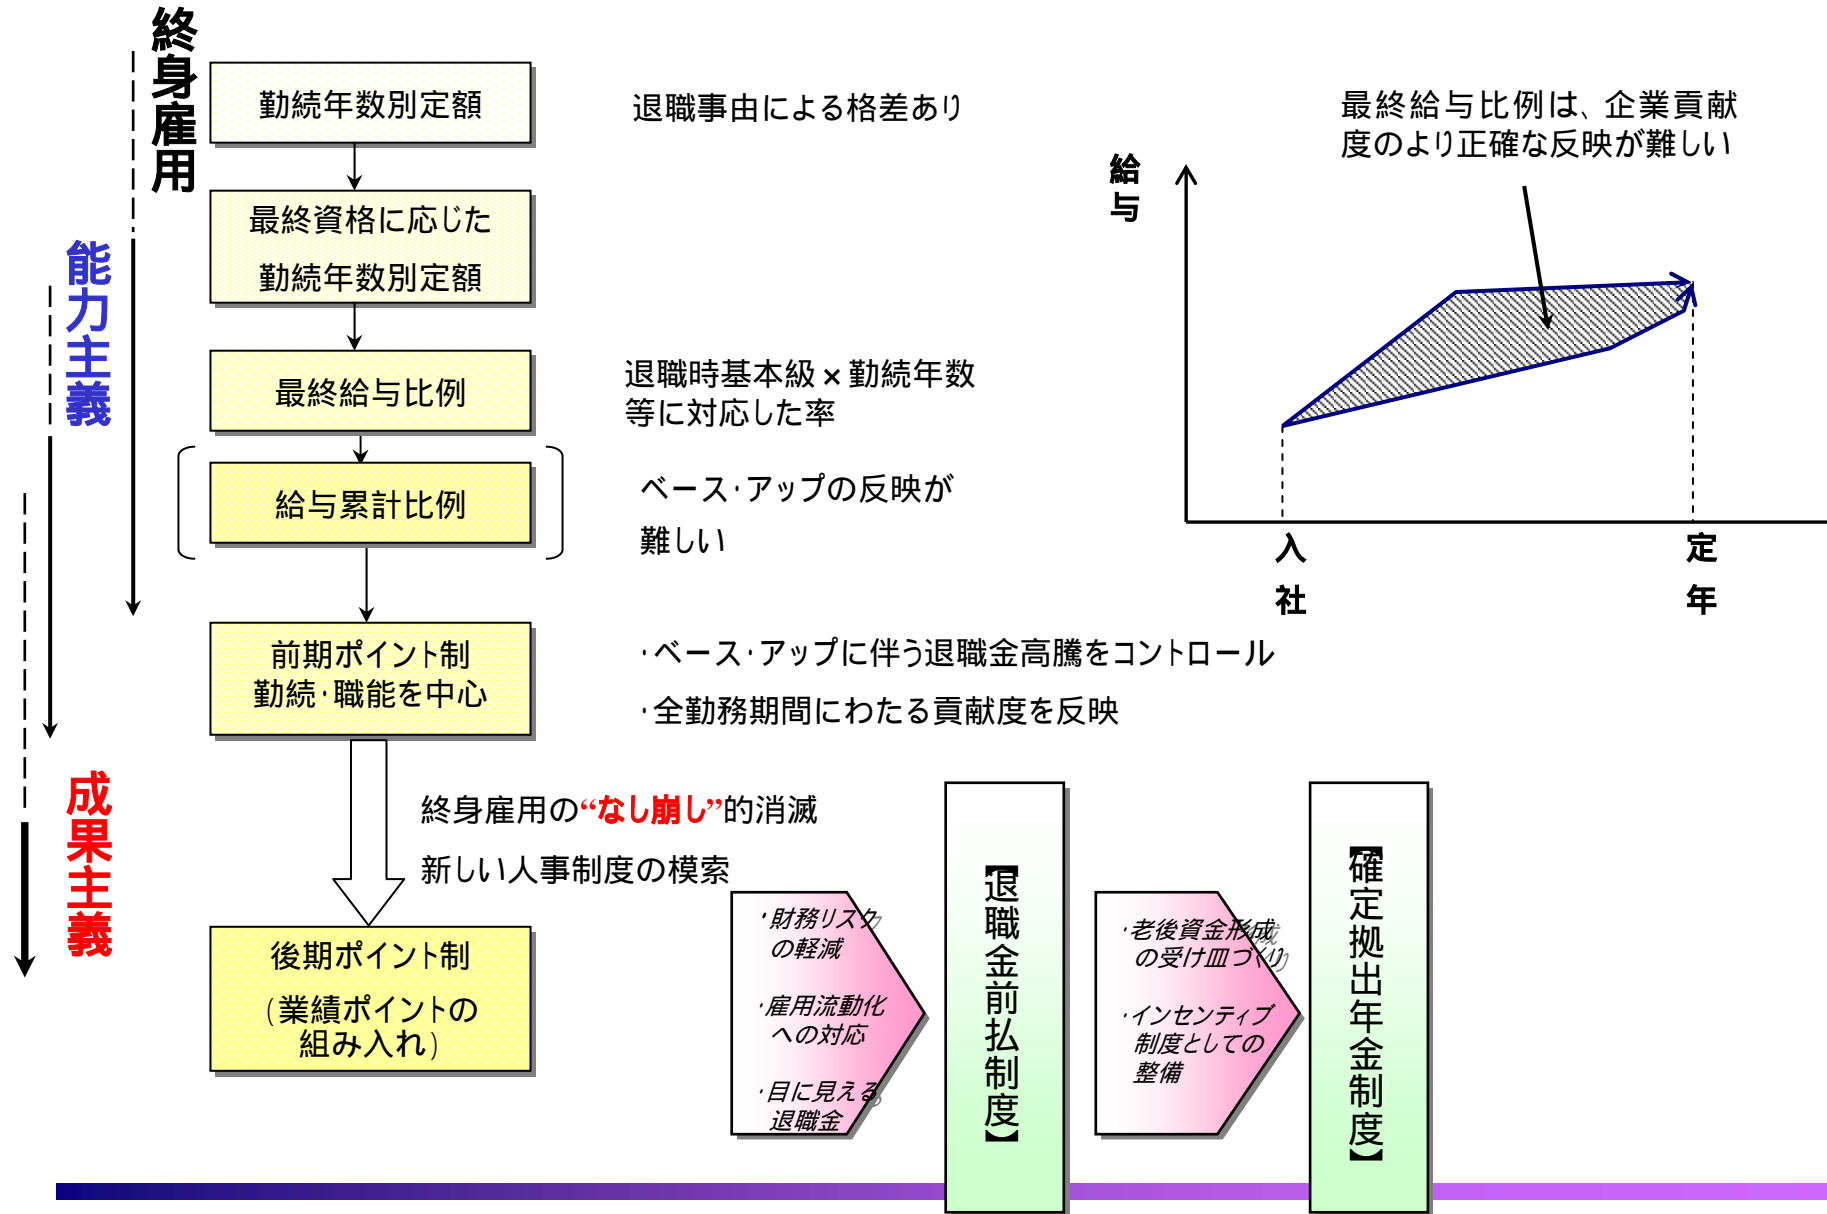 終身雇用
能力主義
成果主義
勤続年数別定額
退職事由による格差あり
最終資格に応じた
勤続年数別定額
最終給与比例
退職時基本級×勤続年数
等に対応した率
給与累計比例
ベース・アップの反映が
難しい
前期ポイント制
勤続・職能を中心
・ベース・アップに伴う退職金高騰をコントロール
・全勤務期間にわたる貢献度を反映
終身雇用の“なし崩し”的消滅
新しい人事制度の模索
後期ポイント制
(業績ポイントの
組み入れ)
最終給与比例は、企業貢献
度のより正確な反映が難しい
給与
入社
定年
・財務リスク
の軽減
・雇用流動化
への対応
・目に見える
退職金
【退職金前払制度】
・老後資金形成
の受け皿づくり
・インセンティブ
制度としての
整備
【確定拠出年金制度】